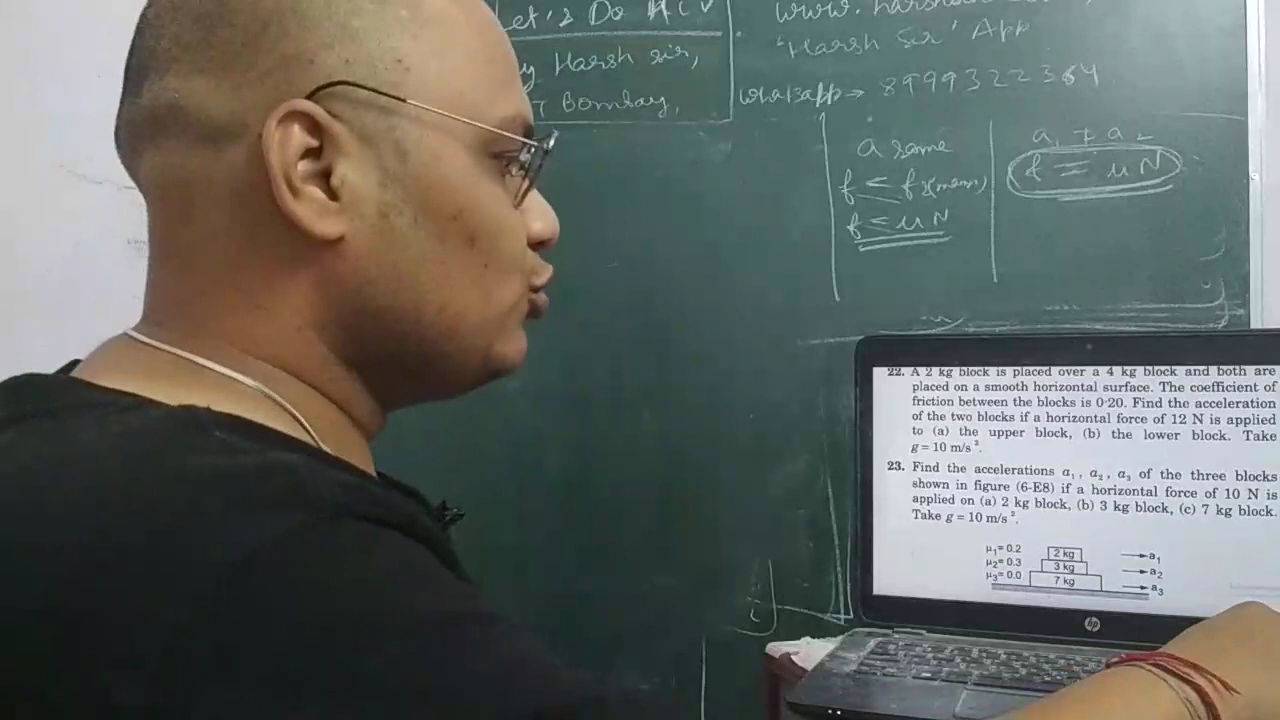 Let's Do HCV
by Harsh sir,
Bombay,
'Harsh Sir' App
whatsapp → 8999322364
a same
f ≤ fs(max)
f ≤ μN
a₁ ≠ a₂
f = μN
22. A 2 kg block is placed over a 4 kg block and both are
placed on a smooth horizontal surface. The coefficient of
friction between the blocks is 0·20. Find the acceleration
of the two blocks if a horizontal force of 12 N is applied
to (a) the upper block, (b) the lower block. Take
g = 10 m/s².
23. Find the accelerations a₁, a₂, a₃ of the three blocks
shown in figure (6-E8) if a horizontal force of 10 N is
applied on (a) 2 kg block, (b) 3 kg block, (c) 7 kg block.
Take g = 10 m/s².
μ₁= 0.2 2 kg a₁
μ₂= 0.3 3 kg a₂
μ₃= 0.0 7 kg a₃
hp